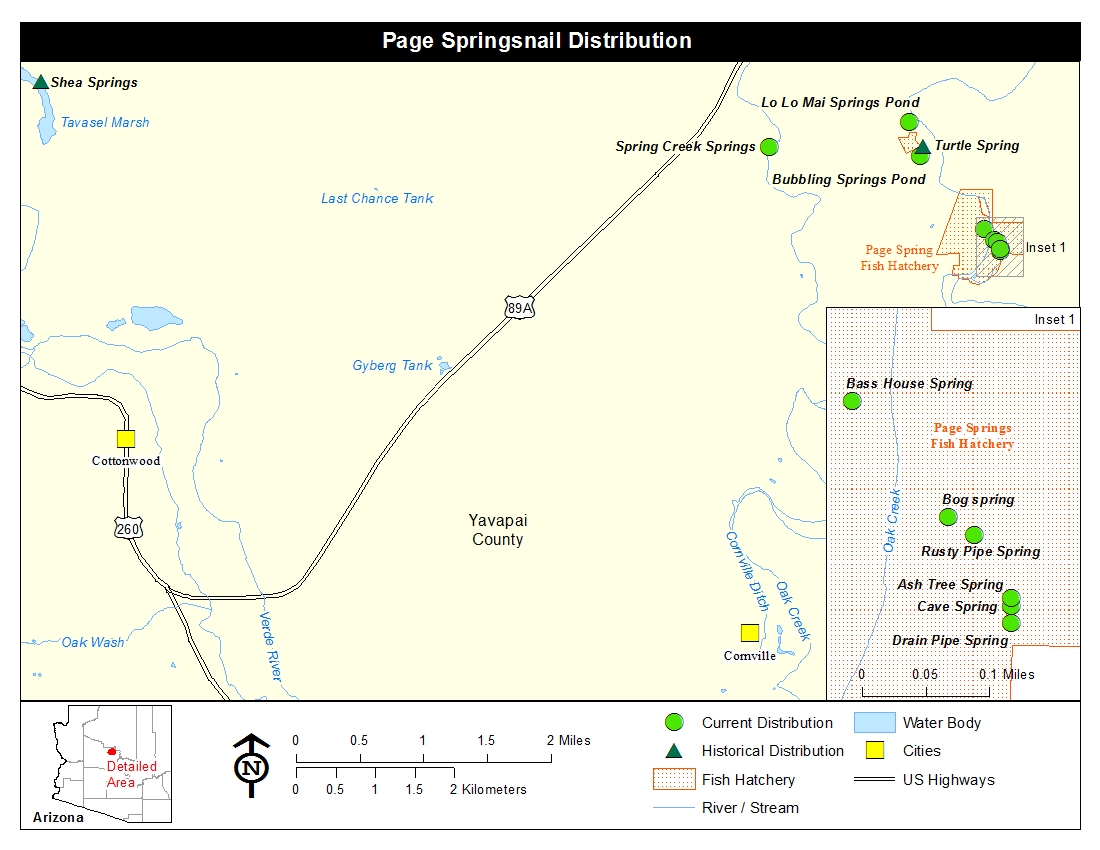 Page Springsnail Distribution
Shea Springs
Tavasel Marsh
Lo Lo Mai Springs Pond
Spring Creek Springs
Turtle Spring
Bubbling Springs Pond
Last Chance Tank
Page Spring
Fish Hatchery
Inset 1
89A
Gyberg Tank
Cottonwood
260
Yavapai
County
Verde River
Oak Wash
Cornville Ditch
Oak Creek
Cornville
Inset 1
Bass House Spring
Page Springs
Fish Hatchery
Oak Creek
Bog spring
Rusty Pipe Spring
Ash Tree Spring
Cave Spring
Drain Pipe Spring
0 0.05 0.1 Miles
Detailed
Area
Arizona
N
0 0.5 1 1.5 2 Miles
0 0.5 1 1.5 2 Kilometers
Current Distribution
Historical Distribution
Fish Hatchery
River / Stream
Water Body
Cities
US Highways